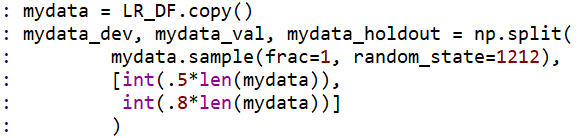 : mydata = LR_DF.copy()
: mydata_dev, mydata_val, mydata_holdout = np.split(
:         mydata.sample(frac=1, random_state=1212),
:         [int(.5*len(mydata)),
:          int(.8*len(mydata))]
:         )